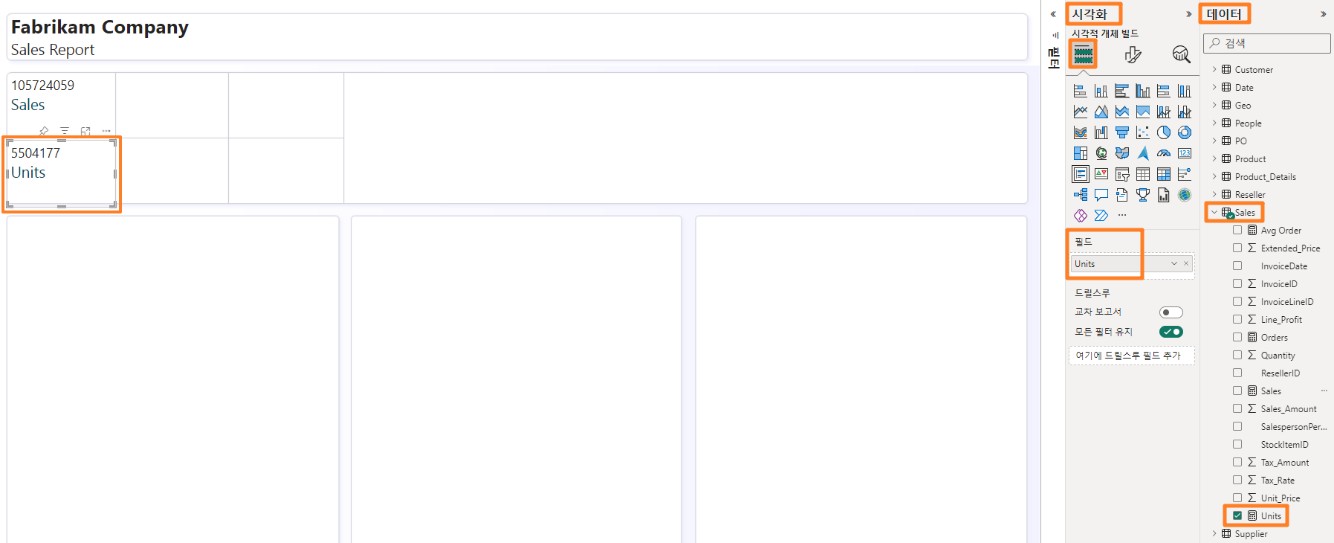 Fabrikam Company
Sales Report
105724059
Sales
5504177
Units
필터
시각화
시각적 개체 빌드
123
필드
Units
드릴스루
교차 보고서
모든 필터 유지
여기에 드릴스루 필드 추가
데이터
검색
Customer
Date
Geo
People
PO
Product
Product_Details
Reseller
Sales
Avg Order
Extended_Price
InvoiceDate
InvoiceID
InvoiceLineID
Line_Profit
Orders
Quantity
ResellerID
Sales
Sales_Amount
SalespersonPer...
StockItemID
Tax_Amount
Tax_Rate
Unit_Price
Units
Supplier